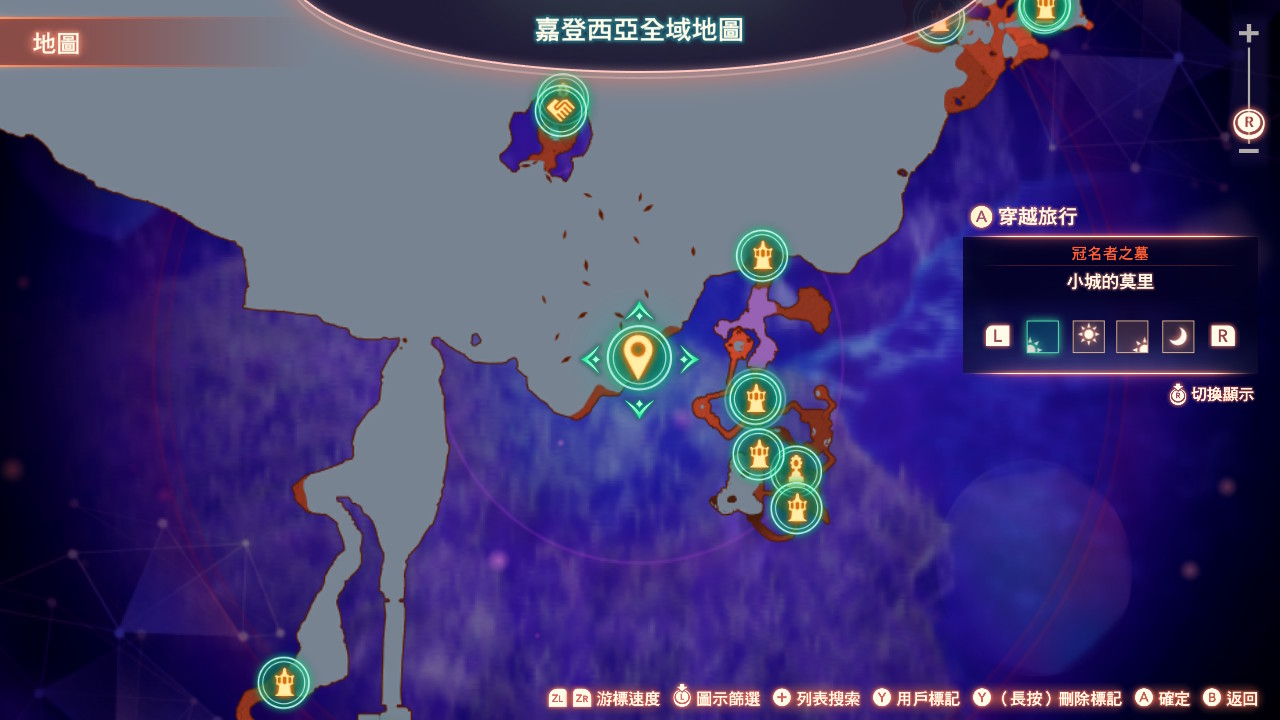 地圖
嘉登西亞全域地圖
R
A 穿越旅行
冠名者之墓
小城的莫里
L R
R 切換顯示
ZL ZR 游標速度 L 圖示篩選 + 列表搜索 Y 用戶標記 Y （長按）刪除標記 A 確定 B 返回